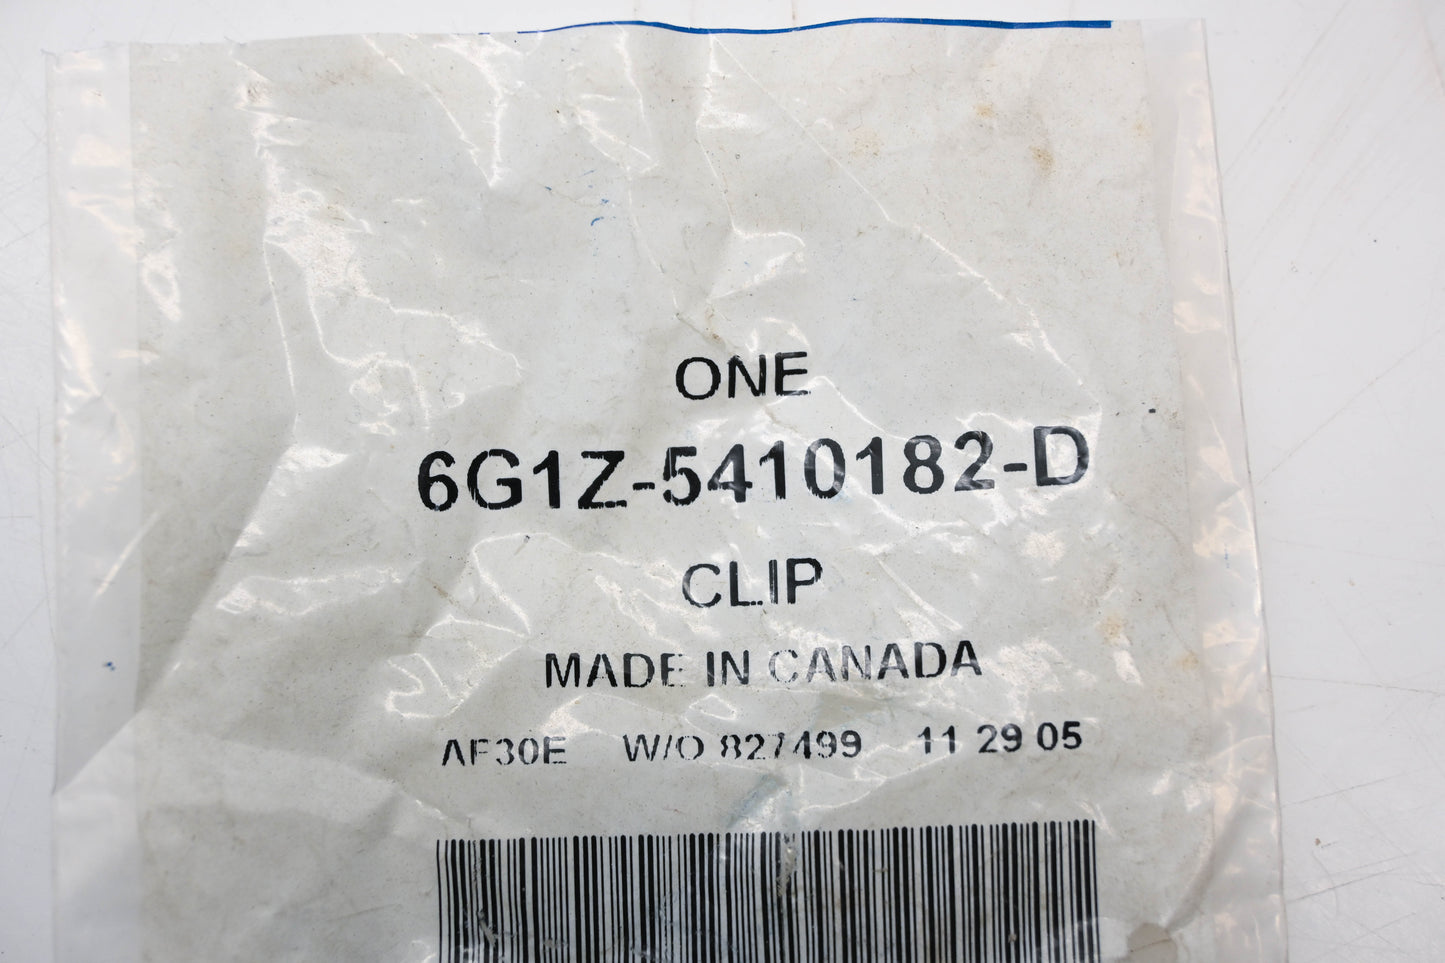 ONE
6G1Z-5410182-D
CLIP
MADE IN CANADA
AF30E W/O 827499 11 29 05